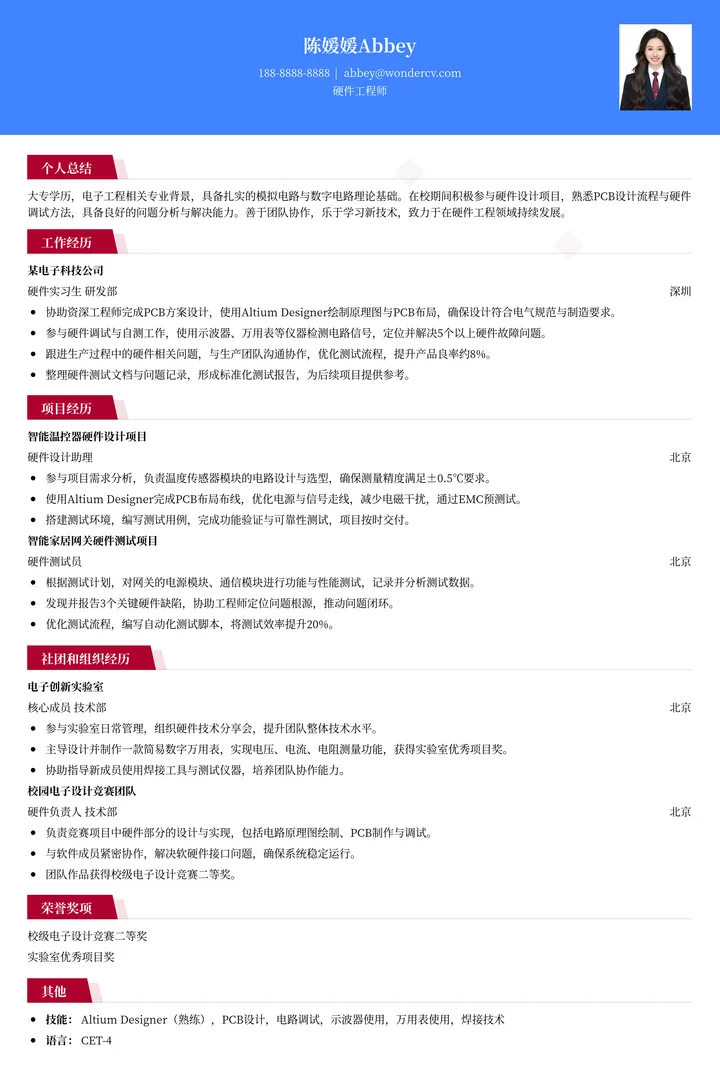 陈媛媛Abbey
188-8888-8888 | abbey@wondercv.com
硬件工程师
个人总结
大专学历，电子工程相关专业背景，具备扎实的模拟电路与数字电路理论基础。在校期间积极参与硬件设计项目，熟悉PCB设计流程与硬件
调试方法，具备良好的问题分析与解决能力。善于团队协作，乐于学习新技术，致力于在硬件工程领域持续发展。
工作经历
某电子科技公司
硬件实习生 研发部 深圳
• 协助资深工程师完成PCB方案设计，使用Altium Designer绘制原理图与PCB布局，确保设计符合电气规范与制造要求。
• 参与硬件调试与自测工作，使用示波器、万用表等仪器检测电路信号，定位并解决5个以上硬件故障问题。
• 跟进生产过程中的硬件相关问题，与生产团队沟通协作，优化测试流程，提升产品良率约8%。
• 整理硬件测试文档与问题记录，形成标准化测试报告，为后续项目提供参考。
项目经历
智能温控器硬件设计项目
硬件设计助理 北京
• 参与项目需求分析，负责温度传感器模块的电路设计与选型，确保测量精度满足±0.5℃要求。
• 使用Altium Designer完成PCB布局布线，优化电源与信号走线，减少电磁干扰，通过EMC预测试。
• 搭建测试环境，编写测试用例，完成功能验证与可靠性测试，项目按时交付。
智能家居网关硬件测试项目
硬件测试员 北京
• 根据测试计划，对网关的电源模块、通信模块进行功能与性能测试，记录并分析测试数据。
• 发现并报告3个关键硬件缺陷，协助工程师定位问题根源，推动问题闭环。
• 优化测试流程，编写自动化测试脚本，将测试效率提升20%。
社团和组织经历
电子创新实验室
核心成员 技术部 北京
• 参与实验室日常管理，组织硬件技术分享会，提升团队整体技术水平。
• 主导设计并制作一款简易数字万用表，实现电压、电流、电阻测量功能，获得实验室优秀项目奖。
• 协助指导新成员使用焊接工具与测试仪器，培养团队协作能力。
校园电子设计竞赛团队
硬件负责人 技术部 北京
• 负责竞赛项目中硬件部分的设计与实现，包括电路原理图绘制、PCB制作与调试。
• 与软件成员紧密协作，解决软硬件接口问题，确保系统稳定运行。
• 团队作品获得校级电子设计竞赛二等奖。
荣誉奖项
校级电子设计竞赛二等奖
实验室优秀项目奖
其他
• 技能： Altium Designer（熟练），PCB设计，电路调试，示波器使用，万用表使用，焊接技术
• 语言： CET-4